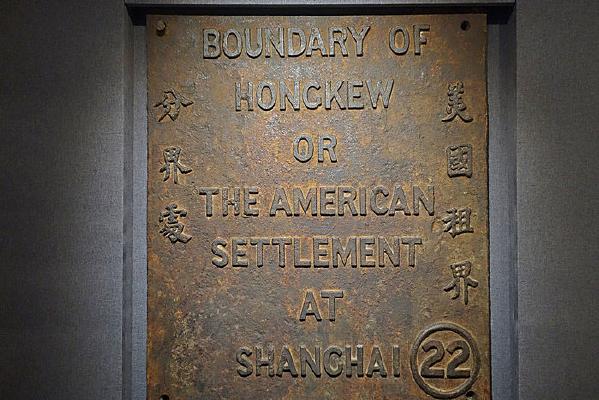 BOUNDARY OF
HONCKEW
OR
THE AMERICAN
SETTLEMENT
AT
SHANGHAI 22
美國租界
分界處